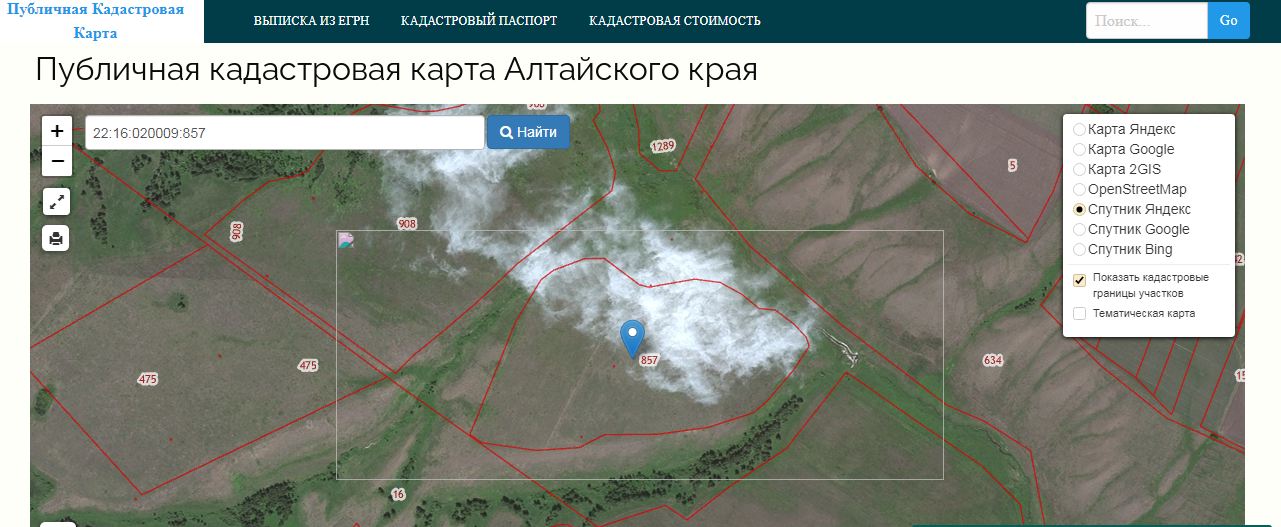 Публичная Кадастровая
Карта
ВЫПИСКА ИЗ ЕГРН
КАДАСТРОВЫЙ ПАСПОРТ
КАДАСТРОВАЯ СТОИМОСТЬ
Поиск...
Go
Публичная кадастровая карта Алтайского края
+
−
22:16:020009:857
Найти
Карта Яндекс
Карта Google
Карта 2GIS
OpenStreetMap
Спутник Яндекс
Спутник Google
Спутник Bing
Показать кадастровые
границы участков
Тематическая карта
908
1289
5
908
908
857
475
475
634
16